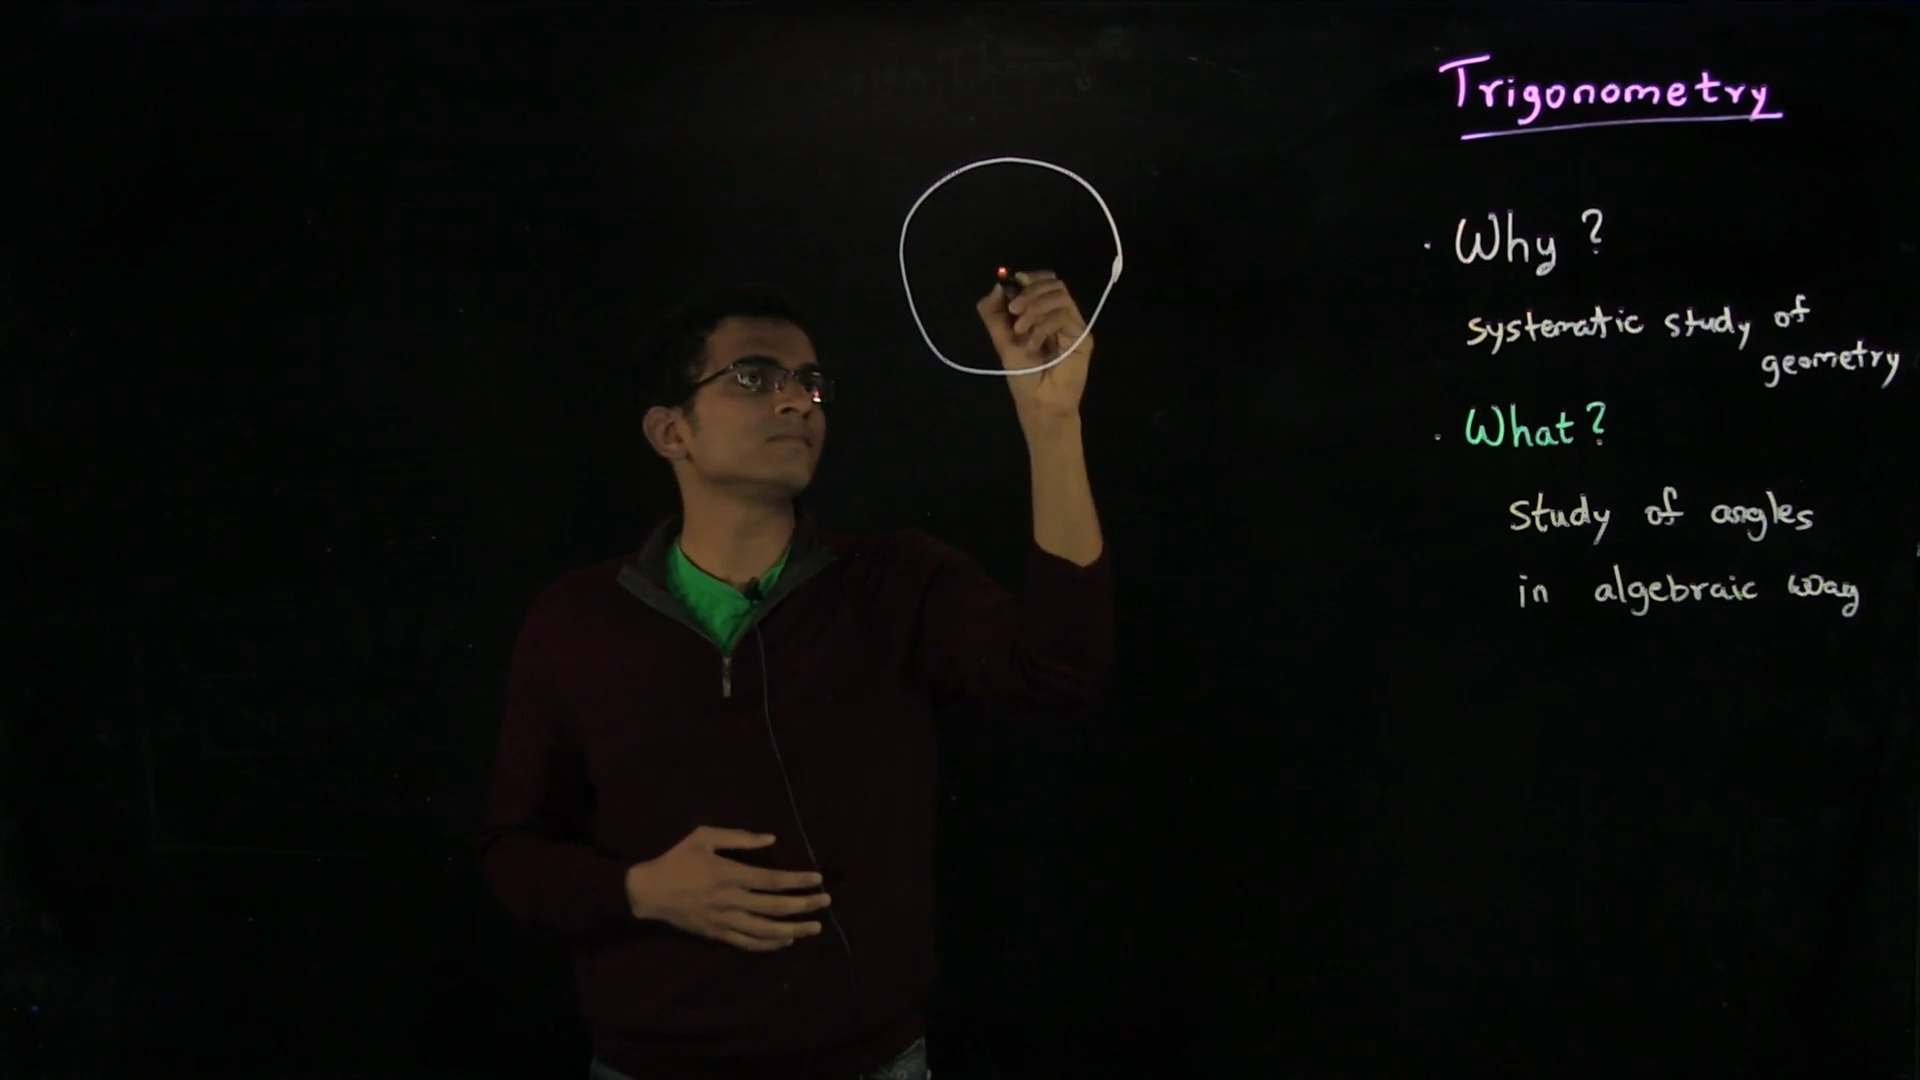 Trigonometry
· Why?
systematic study of
geometry
· What?
study of angles
in algebraic way